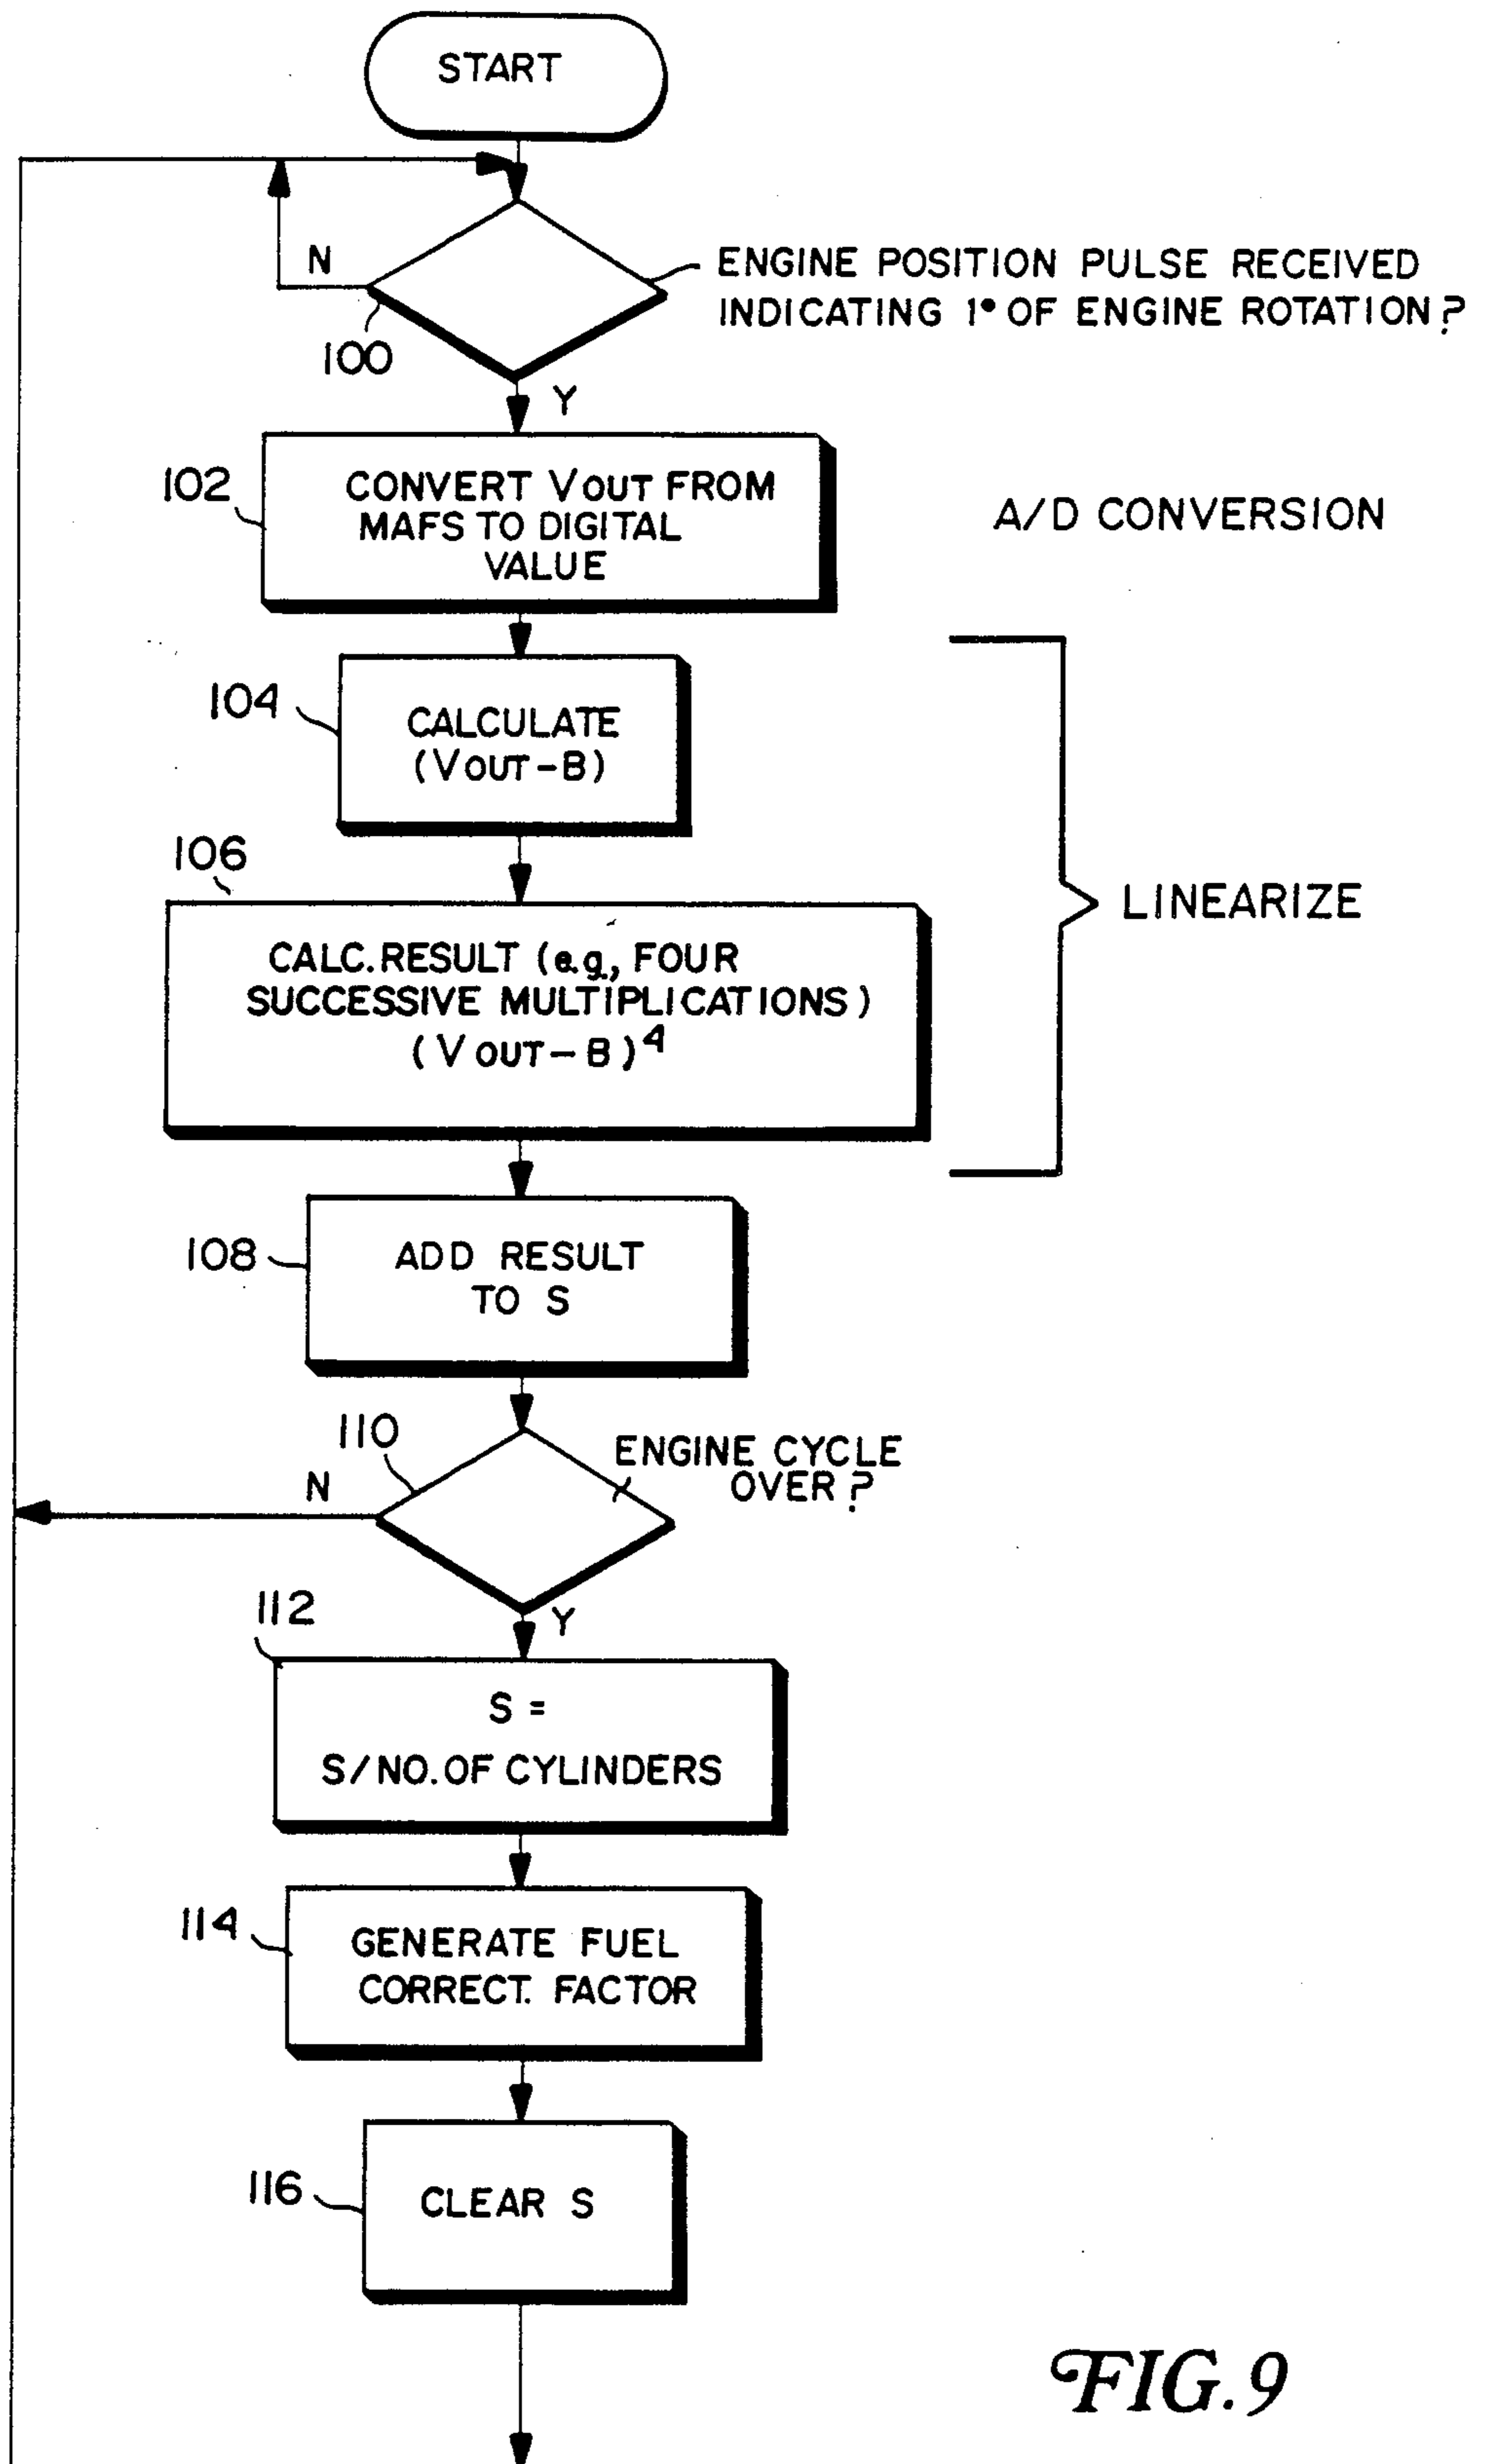 START
N
ENGINE POSITION PULSE RECEIVED
INDICATING 1° OF ENGINE ROTATION?
100
Y
102
CONVERT VOUT FROM
MAFS TO DIGITAL
VALUE
A/D CONVERSION
104
CALCULATE
(VOUT-B)
106
CALC. RESULT (e.g., FOUR
SUCCESSIVE MULTIPLICATIONS)
(VOUT-B)⁴
LINEARIZE
108
ADD RESULT
TO S
110
ENGINE CYCLE
OVER?
N
Y
112
S =
S/NO. OF CYLINDERS
114
GENERATE FUEL
CORRECT. FACTOR
116
CLEAR S
FIG. 9